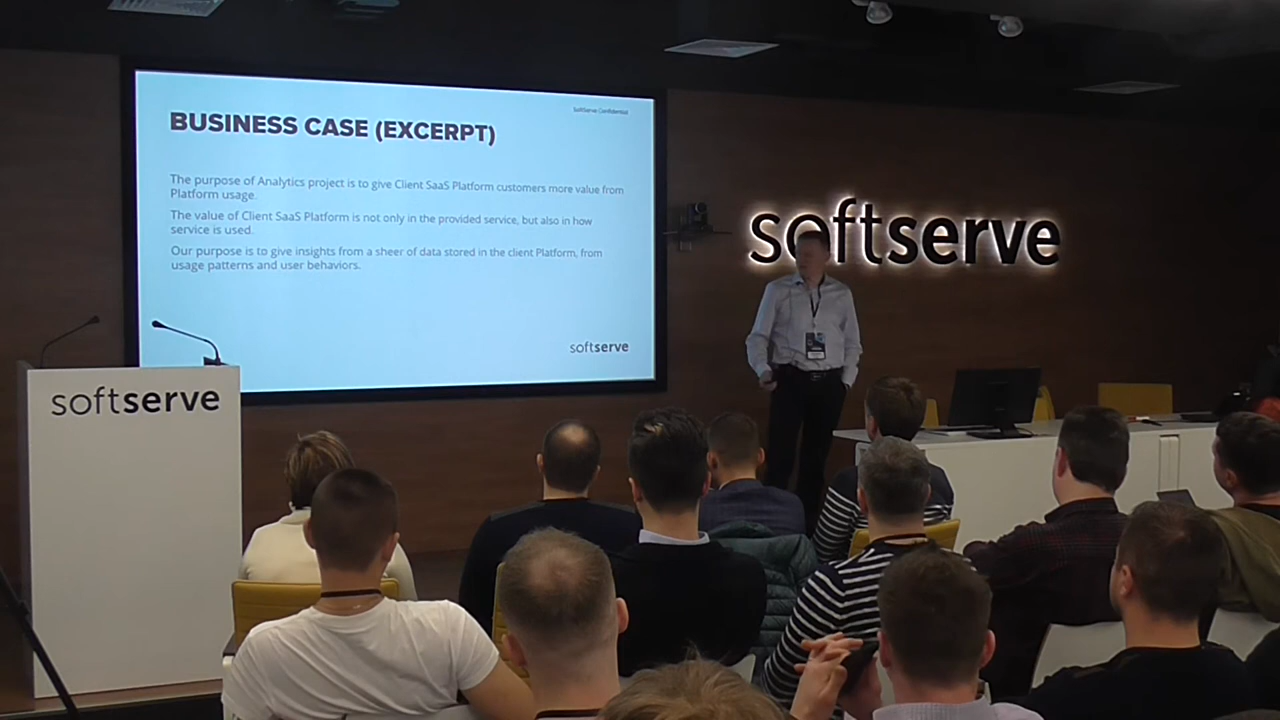 SoftServe Confidential
BUSINESS CASE (EXCERPT)
The purpose of Analytics project is to give Client SaaS Platform customers more value from
Platform usage.
The value of Client SaaS Platform is not only in the provided service, but also in how
service is used.
Our purpose is to give insights from a sheer of data stored in the client Platform, from
usage patterns and user behaviors.
softserve
softserve
softserve